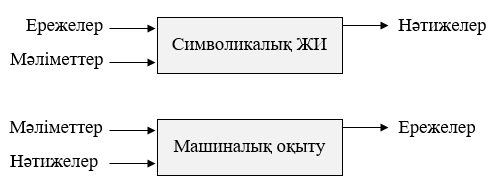 Ережелер
Нәтижелер
Символикалық ЖИ
Мәліметтер
Мәліметтер
Ережелер
Машиналық оқыту
Нәтижелер